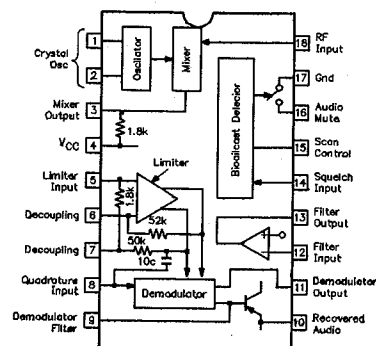 1
Crystal
Osc
2
Oscilator
Mixer
18
RF
Input
Mixer
Output
3
1.8k
VCC
4
17
Gnd
16
Audio
Mute
15
Scan
Control
14
Squelch
Input
Limiter
Limiter
Input
5
1.8k
Decoupling
6
52k
Decoupling
7
50k
10c
13
Filter
Output
12
Filter
Input
Quadrature
Input
8
Demodulator
11
Demodulator
Output
Demodulator
Filter
9
10
Recovered
Audio